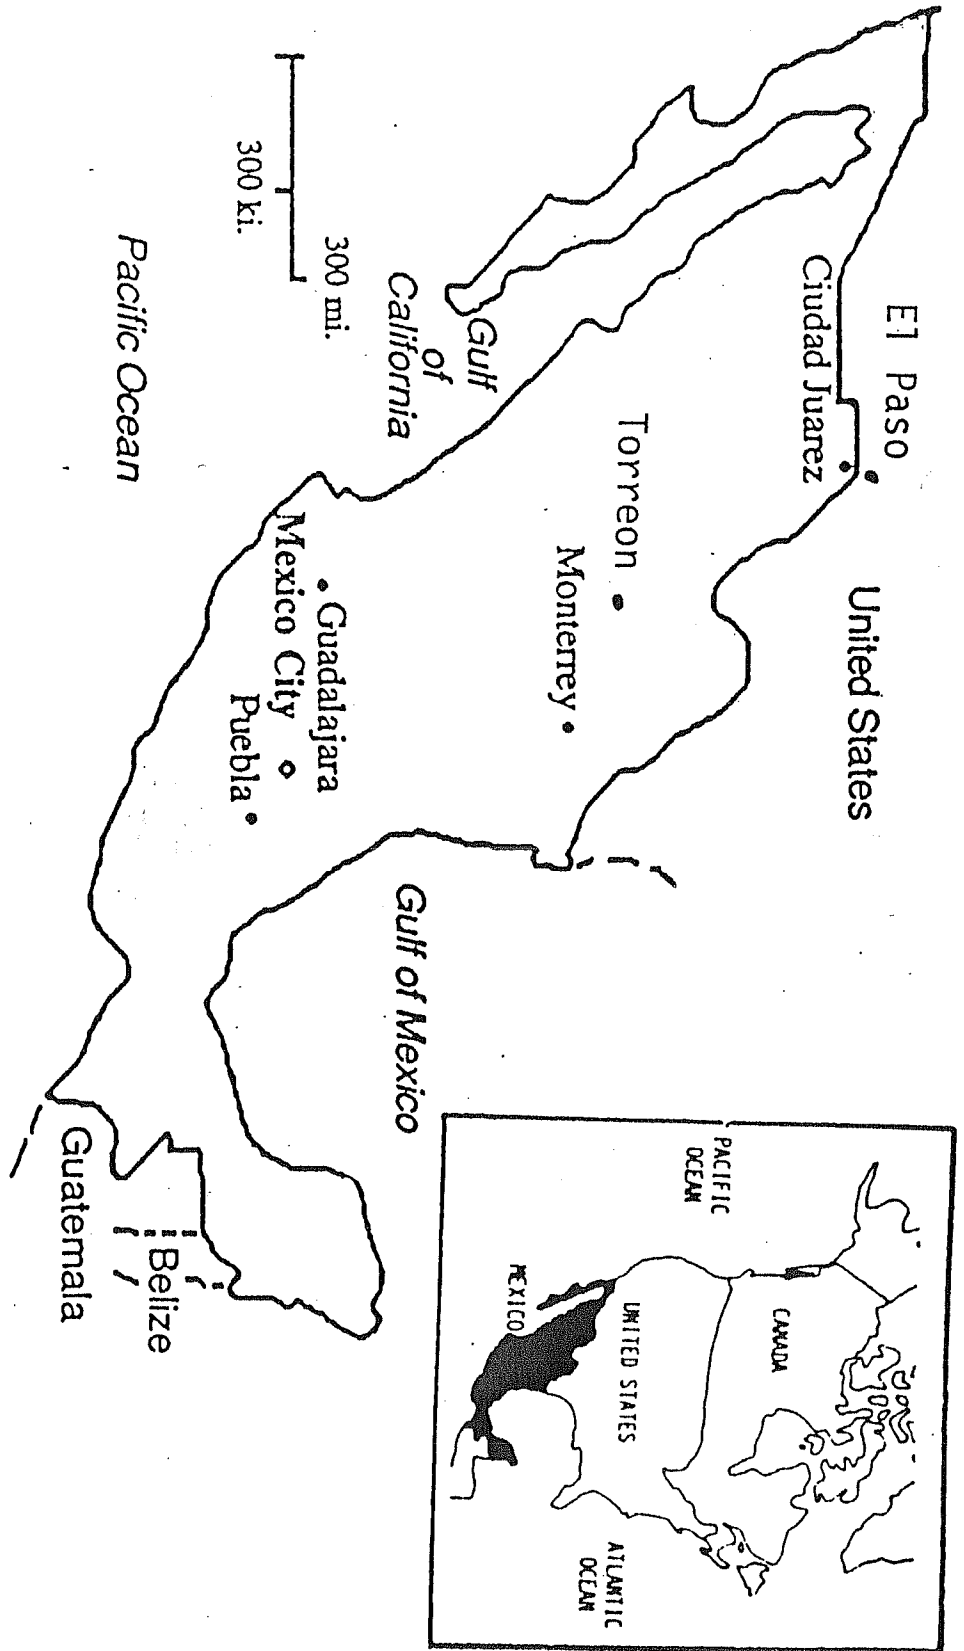 El Paso
United States
Ciudad Juarez
Torreon
Monterrey
Gulf
of
California
300 mi.
300 ki.
Pacific Ocean
Guadalajara
Mexico City
Puebla
Gulf of Mexico
Guatemala
Belize
PACIFIC
OCEAN
CANADA
UNITED STATES
MEXICO
ATLANTIC
OCEAN